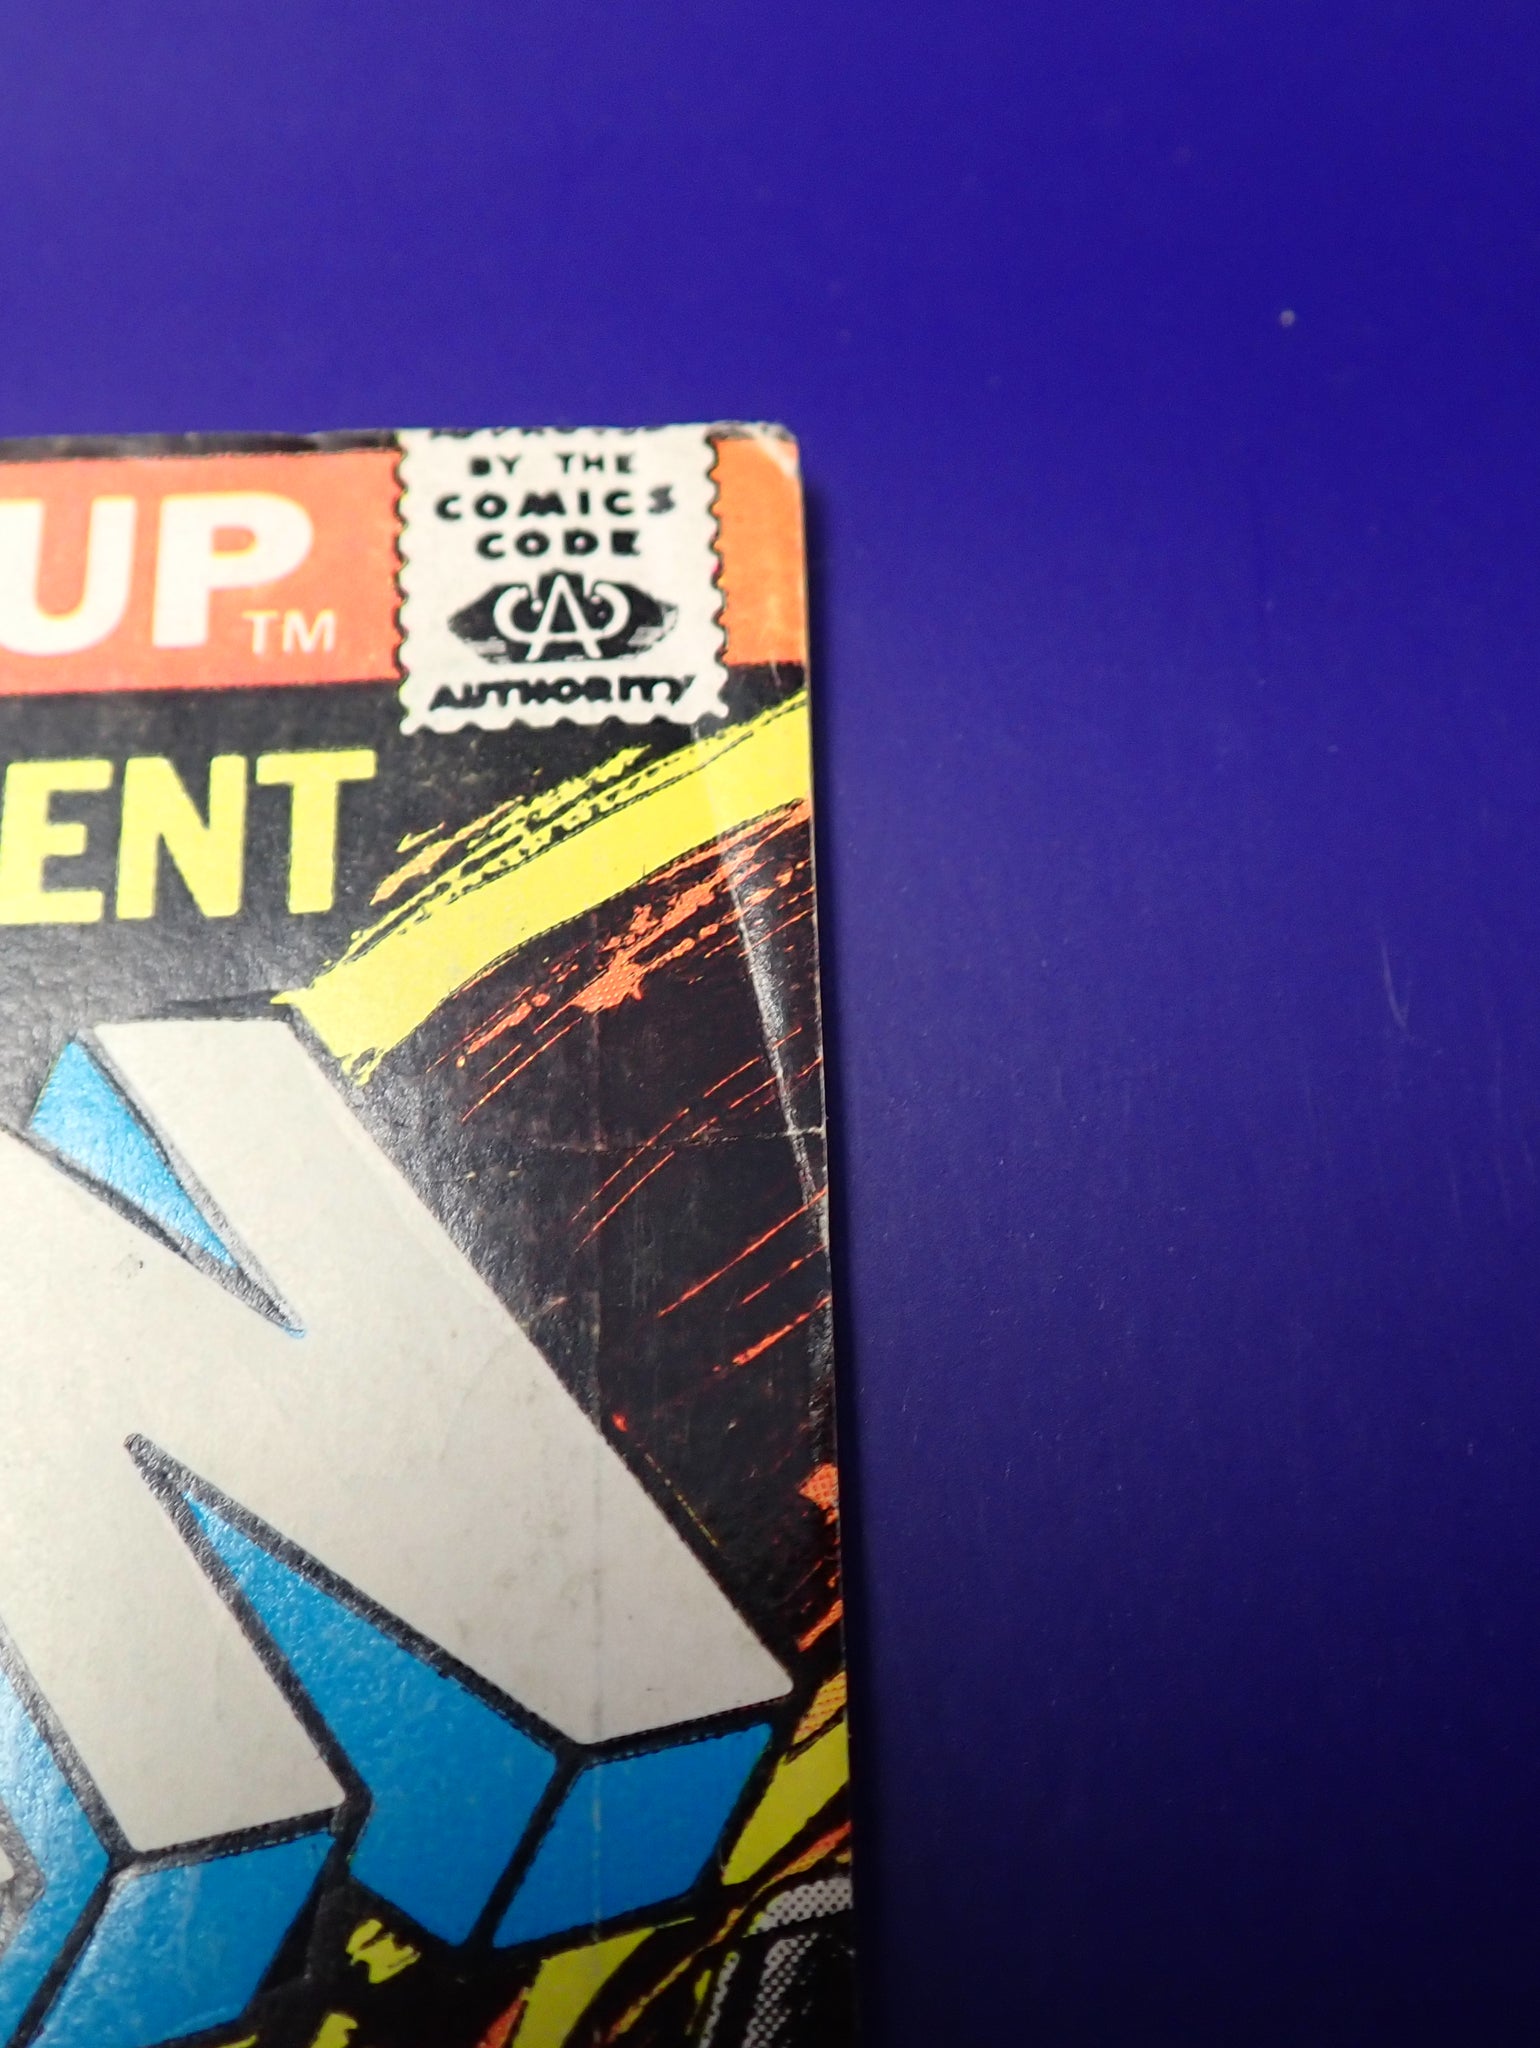 BY THE
COMICS
CODE
CA
AUTHORITY
UP TM
ENT
N